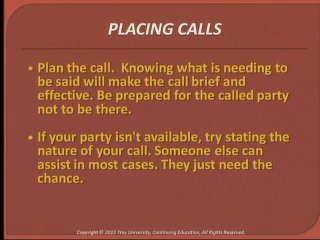 PLACING CALLS
• Plan the call.  Knowing what is needing to
be said will make the call brief and
effective. Be prepared for the called party
not to be there.
• If your party isn't available, try stating the
nature of your call. Someone else can
assist in most cases. They just need the
chance.
Copyright © 2015 Troy University, Continuing Education, All Rights Reserved.